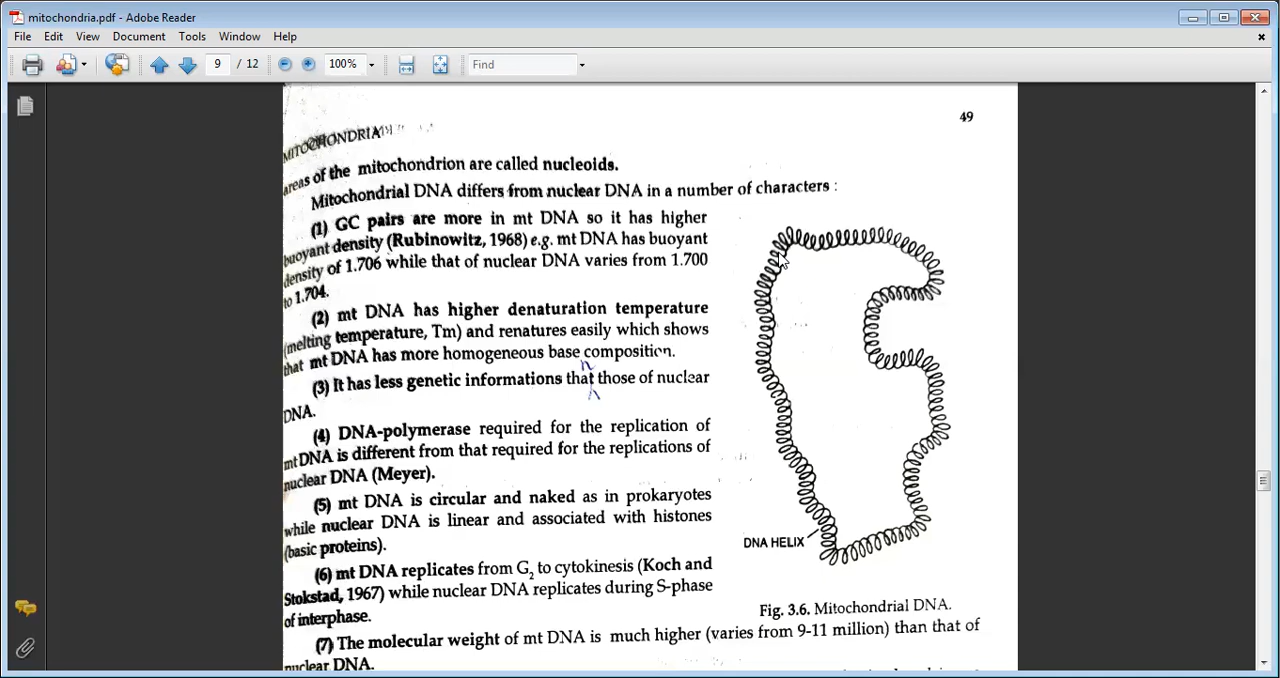 mitochondria.pdf - Adobe Reader
File Edit View Document Tools Window Help
9 / 12 100% Find
49
MITOCHONDRIA
areas of the mitochondrion are called nucleoids.
Mitochondrial DNA differs from nuclear DNA in a number of characters :
(1) GC pairs are more in mt DNA so it has higher
buoyant density (Rubinowitz, 1968) e.g. mt DNA has buoyant
density of 1.706 while that of nuclear DNA varies from 1.700
to 1.704.
(2) mt DNA has higher denaturation temperature
(melting temperature, Tm) and renatures easily which shows
that mt DNA has more homogeneous base composition.
n
(3) It has less genetic informations that those of nuclear
DNA.
(4) DNA-polymerase required for the replication of
mt DNA is different from that required for the replications of
nuclear DNA (Meyer).
(5) mt DNA is circular and naked as in prokaryotes
while nuclear DNA is linear and associated with histones
(basic proteins).
(6) mt DNA replicates from G₂ to cytokinesis (Koch and
Stokstad, 1967) while nuclear DNA replicates during S-phase
of interphase.
DNA HELIX
Fig. 3.6. Mitochondrial DNA.
(7) The molecular weight of mt DNA is much higher (varies from 9-11 million) than that of
nuclear DNA.